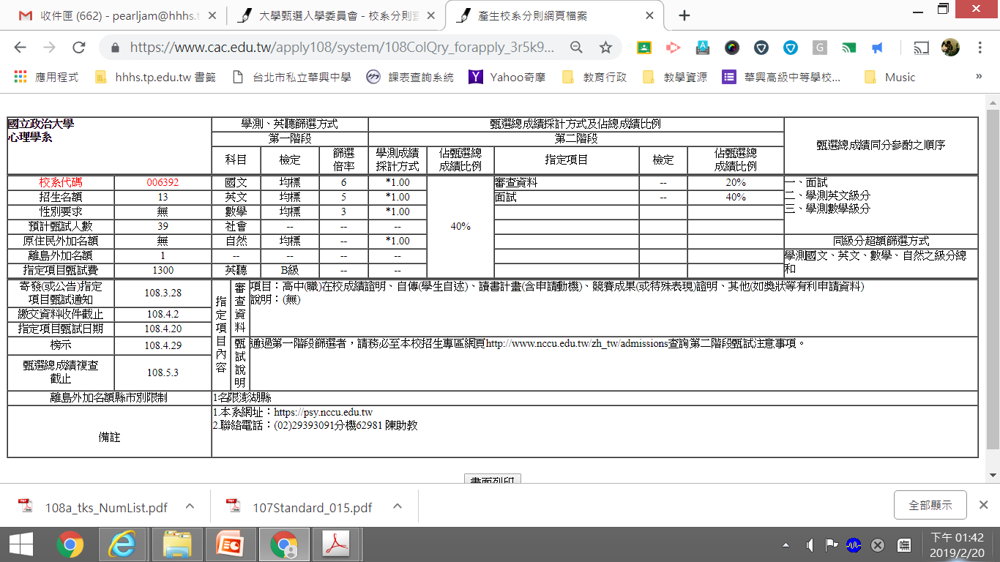 收件匣 (662) - pearljam@hhhs.t
大學甄選入學委員會 - 校系分則查
產生校系分則網頁檔案
https://www.cac.edu.tw/apply108/system/108ColQry_forapply_3r5k9...
應用程式
hhhs.tp.edu.tw 書籤
台北市私立華興中學
課表查詢系統
Yahoo奇摩
教育行政
教學資源
華興高級中等學校...
Music
»
國立政治大學
心理學系
學測、英聽篩選方式
甄選總成績採計方式及佔總成績比例
甄選總成績同分參酌之順序
第一階段
第二階段
科目
檢定
篩選
倍率
學測成績
採計方式
佔甄選總
成績比例
指定項目
檢定
佔甄選總
成績比例
校系代碼 006392 國文 均標 6 *1.00 40% 審查資料 -- 20% 一、面試
招生名額 13 英文 均標 5 *1.00 面試 -- 40% 二、學測英文級分
性別要求 無 數學 均標 3 *1.00 三、學測數學級分
預計甄試人數 39 社會 -- -- --
原住民外加名額 無 自然 均標 -- *1.00 同級分超額篩選方式
離島外加名額 1 -- -- -- -- 學測國文、英文、數學、自然之級分總
和
指定項目甄試費 1300 英聽 B級 -- --
寄發(或公告)指定
項目甄試通知
108.3.28
繳交資料收件截止 108.4.2
指定項目甄試日期 108.4.20
榜示 108.4.29
甄選總成績複查
截止
108.5.3
指定項目內容
審查資料
項目：高中(職)在校成績證明、自傳(學生自述)、讀書計畫(含申請動機)、競賽成果(或特殊表現)證明、其他(如獎狀等有利申請資料)
說明：(無)
甄試說明
通過第一階段篩選者，請務必至本校招生專區網頁http://www.nccu.edu.tw/zh_tw/admissions查詢第二階段甄試注意事項。
離島外加名額縣市別限制 1名限澎湖縣
備註
1.本系網址：https://psy.nccu.edu.tw
2.聯絡電話：(02)29393091分機62981 陳助教
畫面列印
108a_tks_NumList.pdf
107Standard_015.pdf
全部顯示
下午 01:42
2019/2/20